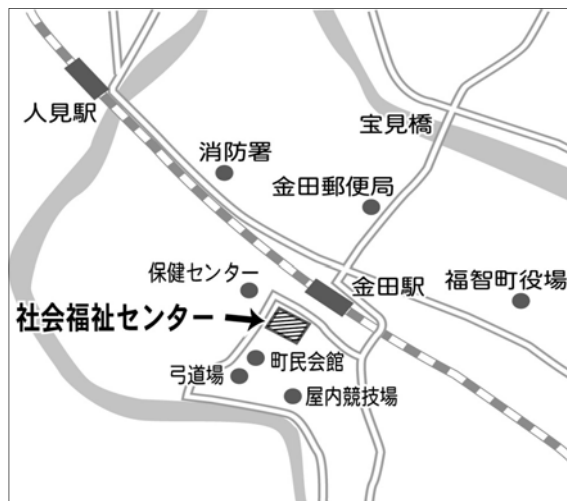 人見駅
宝見橋
消防署
金田郵便局
保健センター
金田駅
福智町役場
社会福祉センター
町民会館
弓道場
屋内競技場